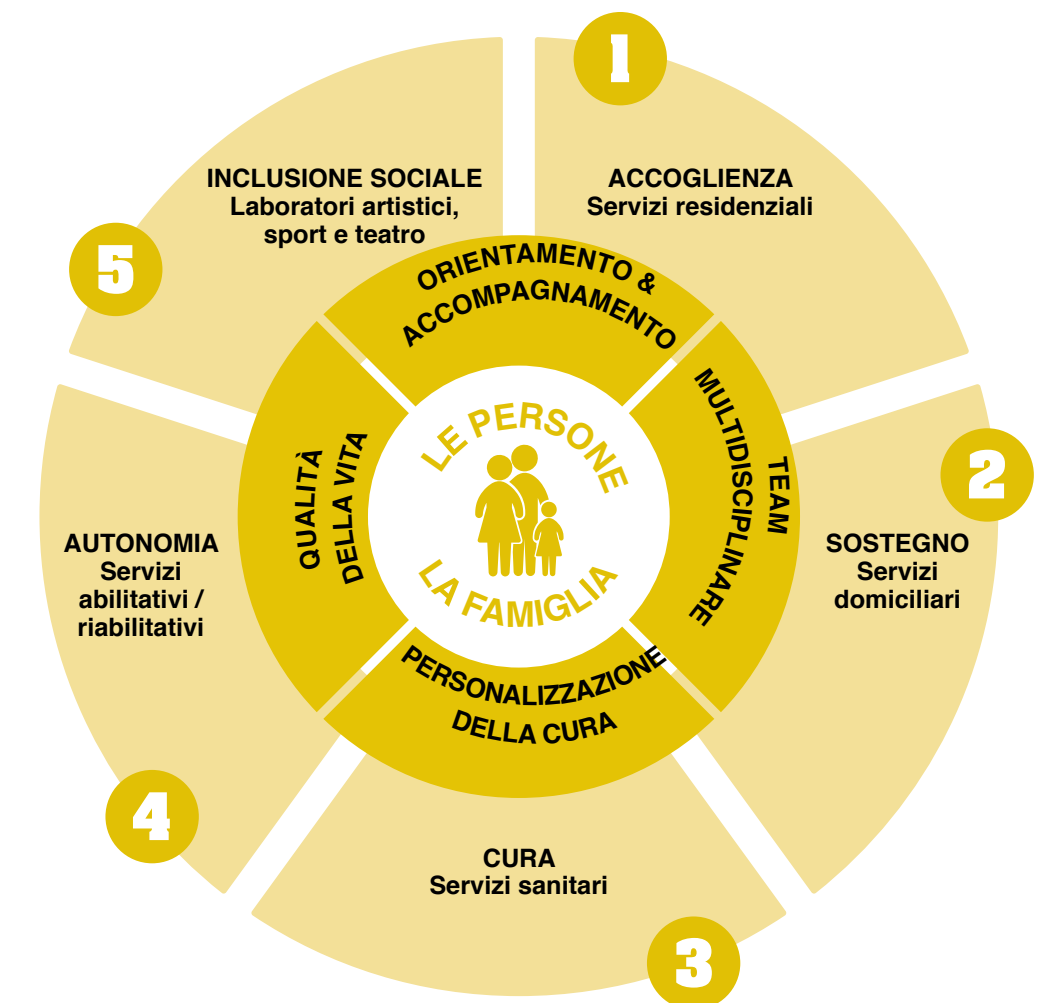 1
ACCOGLIENZA
Servizi residenziali
2
SOSTEGNO
Servizi
domiciliari
3
CURA
Servizi sanitari
4
AUTONOMIA
Servizi
abilitativi /
riabilitativi
5
INCLUSIONE SOCIALE
Laboratori artistici,
sport e teatro
ORIENTAMENTO &
ACCOMPAGNAMENTO
TEAM
MULTIDISCIPLINARE
PERSONALIZZAZIONE
DELLA CURA
QUALITÀ
DELLA VITA
LE PERSONE
LA FAMIGLIA